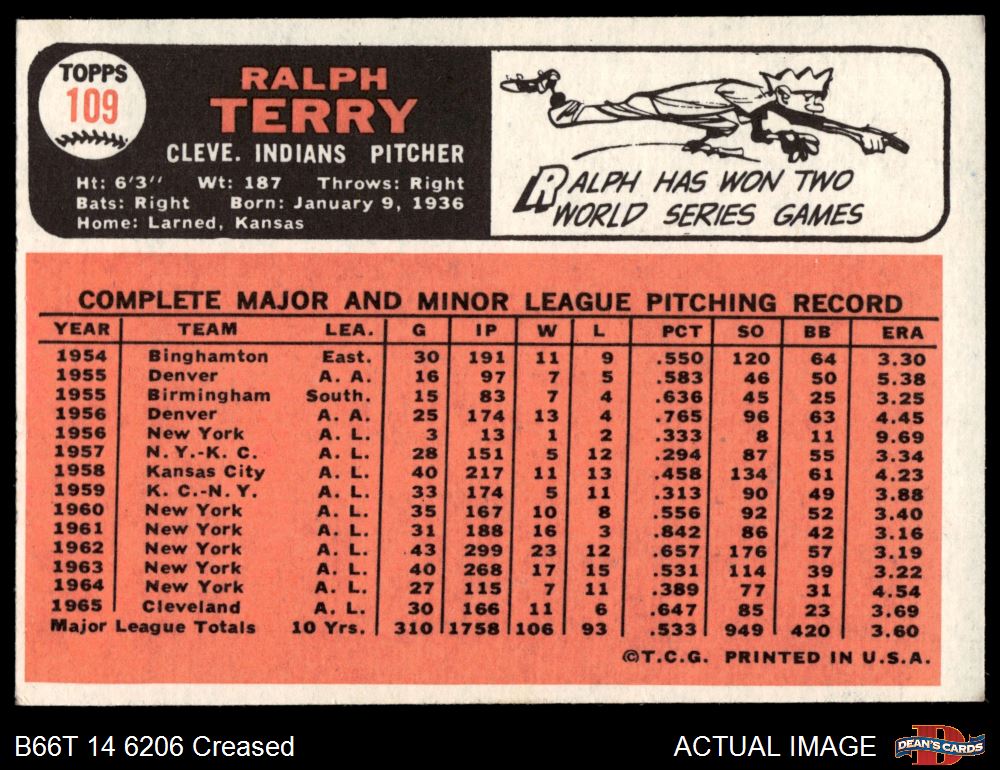 TOPPS
109
RALPH
TERRY
CLEVE. INDIANS PITCHER
Ht: 6'3'' Wt: 187 Throws: Right
Bats: Right Born: January 9, 1936
Home: Larned, Kansas
RALPH HAS WON TWO
WORLD SERIES GAMES
COMPLETE MAJOR AND MINOR LEAGUE PITCHING RECORD
YEAR TEAM LEA. G IP W L PCT SO BB ERA
1954 Binghamton East. 30 191 11 9 .550 120 64 3.30
1955 Denver A. A. 16 97 7 5 .583 46 50 5.38
1955 Birmingham South. 15 83 7 4 .636 45 25 3.25
1956 Denver A. A. 25 174 13 4 .765 96 63 4.45
1956 New York A. L. 3 13 1 2 .333 8 11 9.69
1957 N.Y.-K. C. A. L. 28 151 5 12 .294 87 55 3.34
1958 Kansas City A. L. 40 217 11 13 .458 134 61 4.23
1959 K. C.-N. Y. A. L. 33 174 5 11 .313 90 49 3.88
1960 New York A. L. 35 167 10 8 .556 92 52 3.40
1961 New York A. L. 31 188 16 3 .842 86 42 3.16
1962 New York A. L. 43 299 23 12 .657 176 57 3.19
1963 New York A. L. 40 268 17 15 .531 114 39 3.22
1964 New York A. L. 27 115 7 11 .389 77 31 4.54
1965 Cleveland A. L. 30 166 11 6 .647 85 23 3.69
Major League Totals 10 Yrs. 310 1758 106 93 .533 949 420 3.60
©T.C.G. PRINTED IN U.S.A.
B66T 14 6206 Creased
ACTUAL IMAGE
D
DEAN'S CARDS